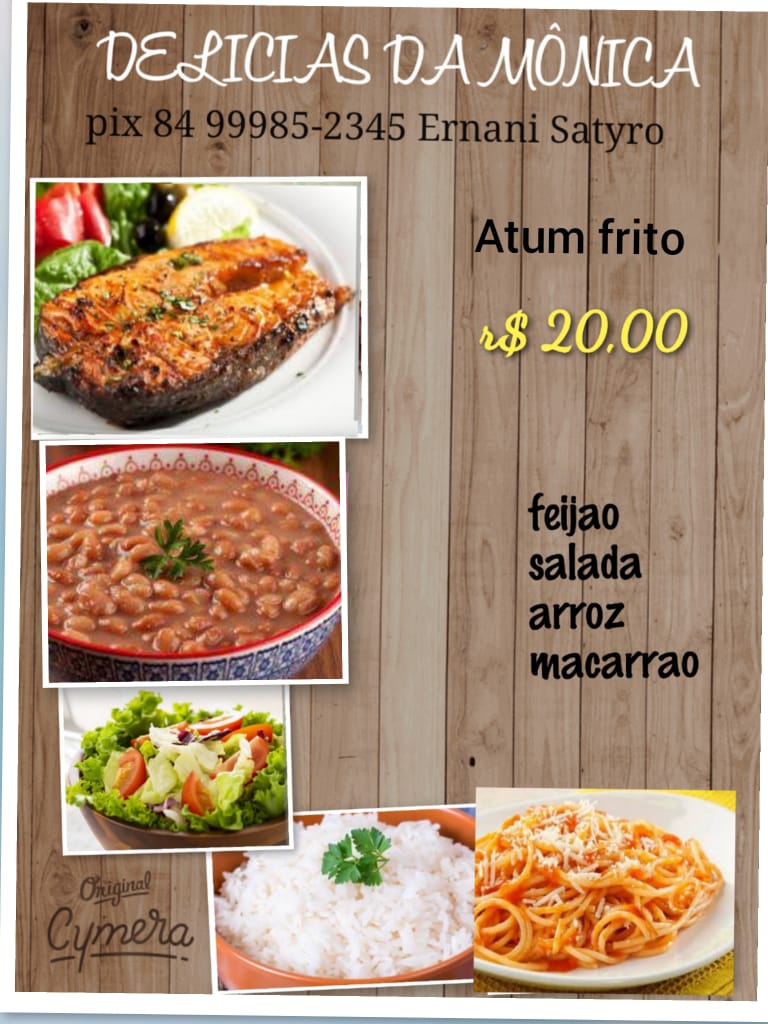 DELICIAS DA MÔNICA
pix 84 99985-2345 Ernani Satyro
Atum frito
r$ 20,00
feijao
salada
arroz
macarrao
Original
Cymera